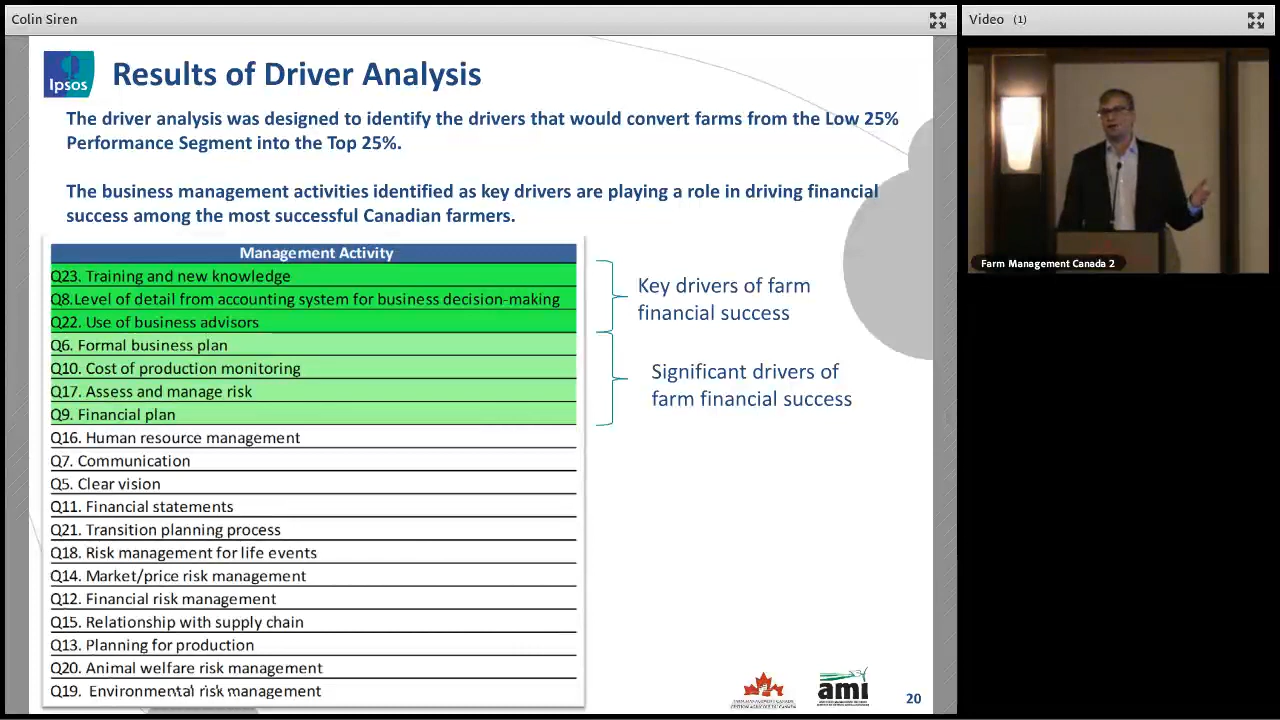 Colin Siren
Video (1)
Ipsos
Results of Driver Analysis
The driver analysis was designed to identify the drivers that would convert farms from the Low 25%
Performance Segment into the Top 25%.
The business management activities identified as key drivers are playing a role in driving financial
success among the most successful Canadian farmers.
Management Activity
Q23. Training and new knowledge
Q8.Level of detail from accounting system for business decision-making
Q22. Use of business advisors
Q6. Formal business plan
Q10. Cost of production monitoring
Q17. Assess and manage risk
Q9. Financial plan
Q16. Human resource management
Q7. Communication
Q5. Clear vision
Q11. Financial statements
Q21. Transition planning process
Q18. Risk management for life events
Q14. Market/price risk management
Q12. Financial risk management
Q15. Relationship with supply chain
Q13. Planning for production
Q20. Animal welfare risk management
Q19. Environmental risk management
Key drivers of farm
financial success
Significant drivers of
farm financial success
ami
20
Farm Management Canada 2